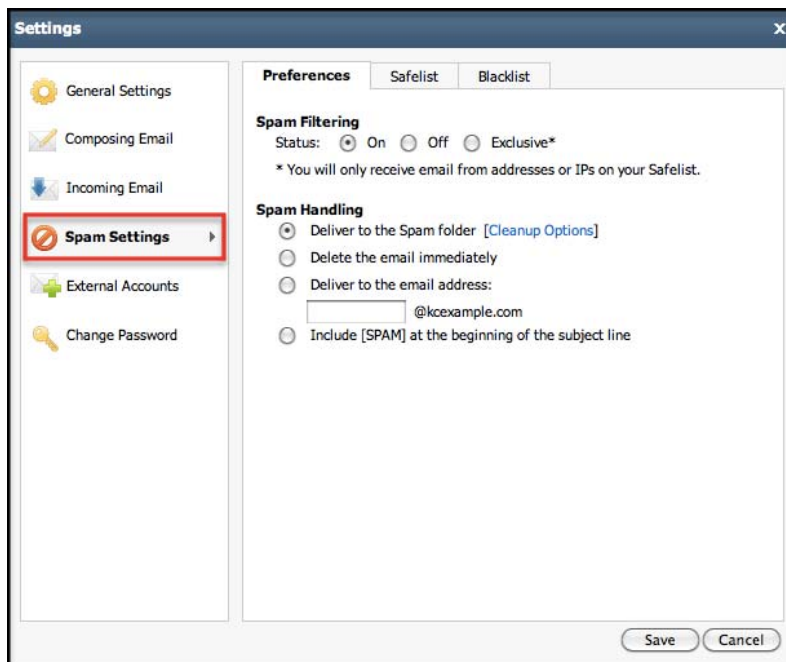 Settings
X
General Settings
Composing Email
Incoming Email
Spam Settings
External Accounts
Change Password
Preferences
Safelist
Blacklist
Spam Filtering
Status: On Off Exclusive*
* You will only receive email from addresses or IPs on your Safelist.
Spam Handling
Deliver to the Spam folder [Cleanup Options]
Delete the email immediately
Deliver to the email address:
@kcexample.com
Include [SPAM] at the beginning of the subject line
Save
Cancel